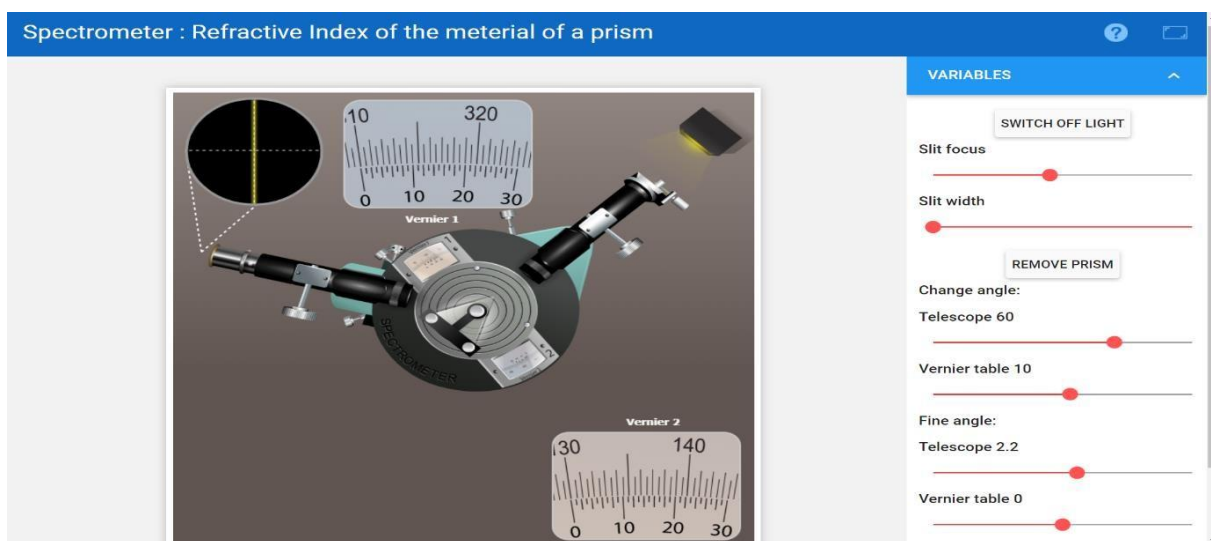 Spectrometer : Refractive Index of the meterial of a prism
VARIABLES
SWITCH OFF LIGHT
Slit focus
Slit width
REMOVE PRISM
Change angle:
Telescope 60
Vernier table 10
Fine angle:
Telescope 2.2
Vernier table 0
10 320
0 10 20 30
Vernier 1
SPECTROMETER
2
Vernier 2
30 140
0 10 20 30